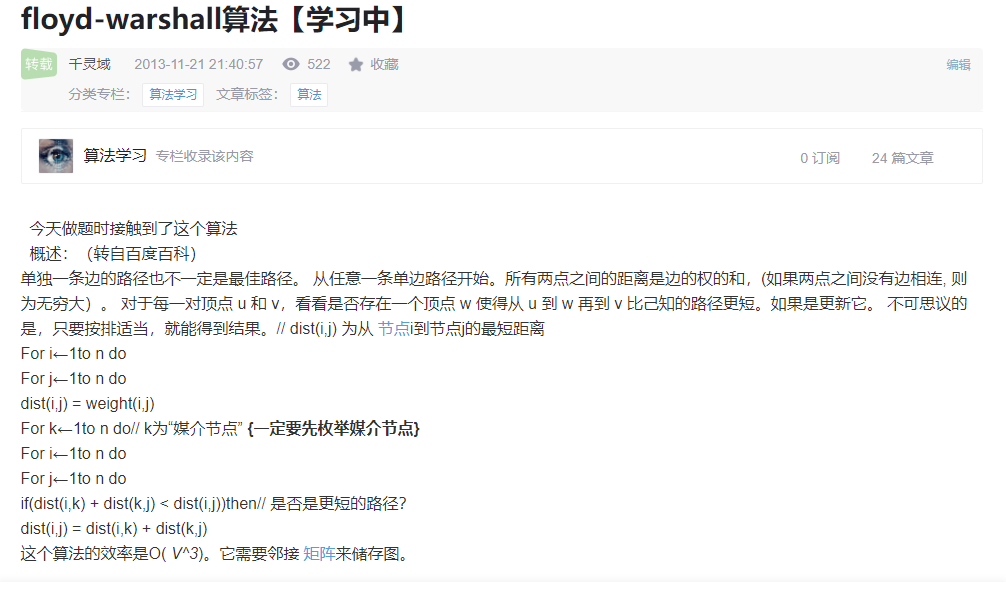 floyd-warshall算法【学习中】
转载 千灵域 2013-11-21 21:40:57 522 收藏 编辑
分类专栏： 算法学习 文章标签： 算法
算法学习 专栏收录该内容 0 订阅 24 篇文章
今天做题时接触到了这个算法
概述：（转自百度百科）
单独一条边的路径也不一定是最佳路径。 从任意一条单边路径开始。所有两点之间的距离是边的权的和，(如果两点之间没有边相连, 则
为无穷大）。 对于每一对顶点 u 和 v，看看是否存在一个顶点 w 使得从 u 到 w 再到 v 比己知的路径更短。如果是更新它。 不可思议的
是，只要按排适当，就能得到结果。// dist(i,j) 为从 节点i到节点j的最短距离
For i←1to n do
For j←1to n do
dist(i,j) = weight(i,j)
For k←1to n do// k为“媒介节点” {一定要先枚举媒介节点}
For i←1to n do
For j←1to n do
if(dist(i,k) + dist(k,j) < dist(i,j))then// 是否是更短的路径？
dist(i,j) = dist(i,k) + dist(k,j)
这个算法的效率是O( V^3)。它需要邻接 矩阵来储存图。